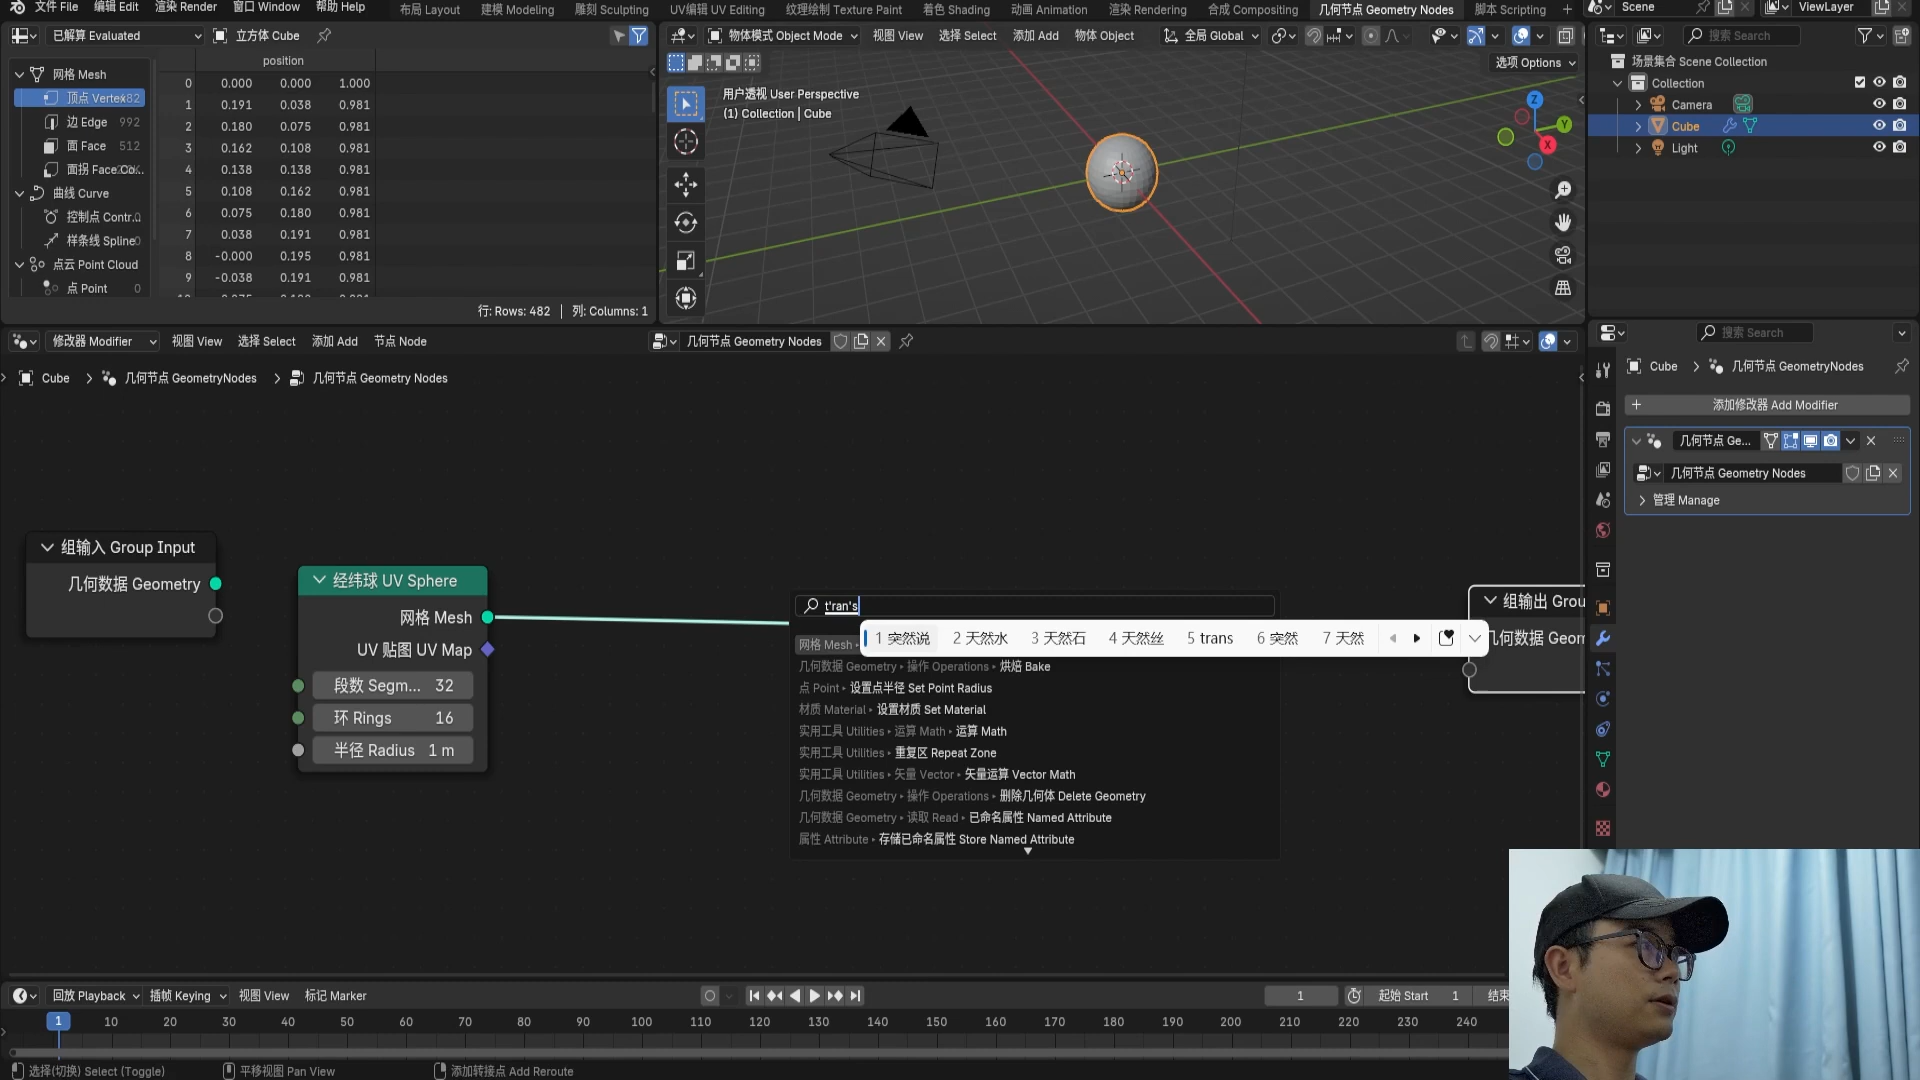 文件 File 编辑 Edit 渲染 Render 窗口 Window 帮助 Help 布局 Layout 建模 Modeling 雕刻 Sculpting UV编辑 UV Editing 纹理绘制 Texture Paint 着色 Shading 动画 Animation 渲染 Rendering 合成 Compositing 几何节点 Geometry Nodes 脚本 Scripting + Scene ViewLayer
已解算 Evaluated 立方体 Cube
position
网格 Mesh
顶点 Vertex 482
边 Edge 992
面 Face 512
面拐 Face Co...
曲线 Curve
控制点 Contr... 0
样条线 Spline 0
点云 Point Cloud
点 Point 0
0 0.000 0.000 1.000
1 0.191 0.038 0.981
2 0.180 0.075 0.981
3 0.162 0.108 0.981
4 0.138 0.138 0.981
5 0.108 0.162 0.981
6 0.075 0.180 0.981
7 0.038 0.191 0.981
8 -0.000 0.195 0.981
9 -0.038 0.191 0.981
行: Rows: 482 列: Columns: 1
物体模式 Object Mode 视图 View 选择 Select 添加 Add 物体 Object 全局 Global
选项 Options
用户透视 User Perspective
(1) Collection | Cube
Z
Y
X
搜索 Search
场景集合 Scene Collection
Collection
Camera
Cube
Light
修改器 Modifier 视图 View 选择 Select 添加 Add 节点 Node 几何节点 Geometry Nodes
Cube 几何节点 GeometryNodes 几何节点 Geometry Nodes
组输入 Group Input
几何数据 Geometry
经纬球 UV Sphere
网格 Mesh
UV 贴图 UV Map
段数 Segm... 32
环 Rings 16
半径 Radius 1 m
t'ran's
1 突然说 2 天然水 3 天然石 4 天然丝 5 trans 6 突然 7 天然
网格 Mesh
几何数据 Geometry 操作 Operations 烘焙 Bake
点 Point 设置点半径 Set Point Radius
材质 Material 设置材质 Set Material
实用工具 Utilities 运算 Math 运算 Math
实用工具 Utilities 重复区 Repeat Zone
实用工具 Utilities 矢量 Vector 矢量运算 Vector Math
几何数据 Geometry 操作 Operations 删除几何体 Delete Geometry
几何数据 Geometry 读取 Read 已命名属性 Named Attribute
属性 Attribute 存储已命名属性 Store Named Attribute
组输出 Grou
几何数据 Geom
搜索 Search
Cube 几何节点 GeometryNodes
+ 添加修改器 Add Modifier
几何节点 Ge...
几何节点 Geometry Nodes
管理 Manage
回放 Playback 插帧 Keying 视图 View 标记 Marker 1 起始 Start 1 结束
1 10 20 30 40 50 60 70 80 90 100 110 120 130 140 150 160 170 180 190 200 210 220 230 240
选择(切换) Select (Toggle) 平移视图 Pan View 添加转接点 Add Reroute